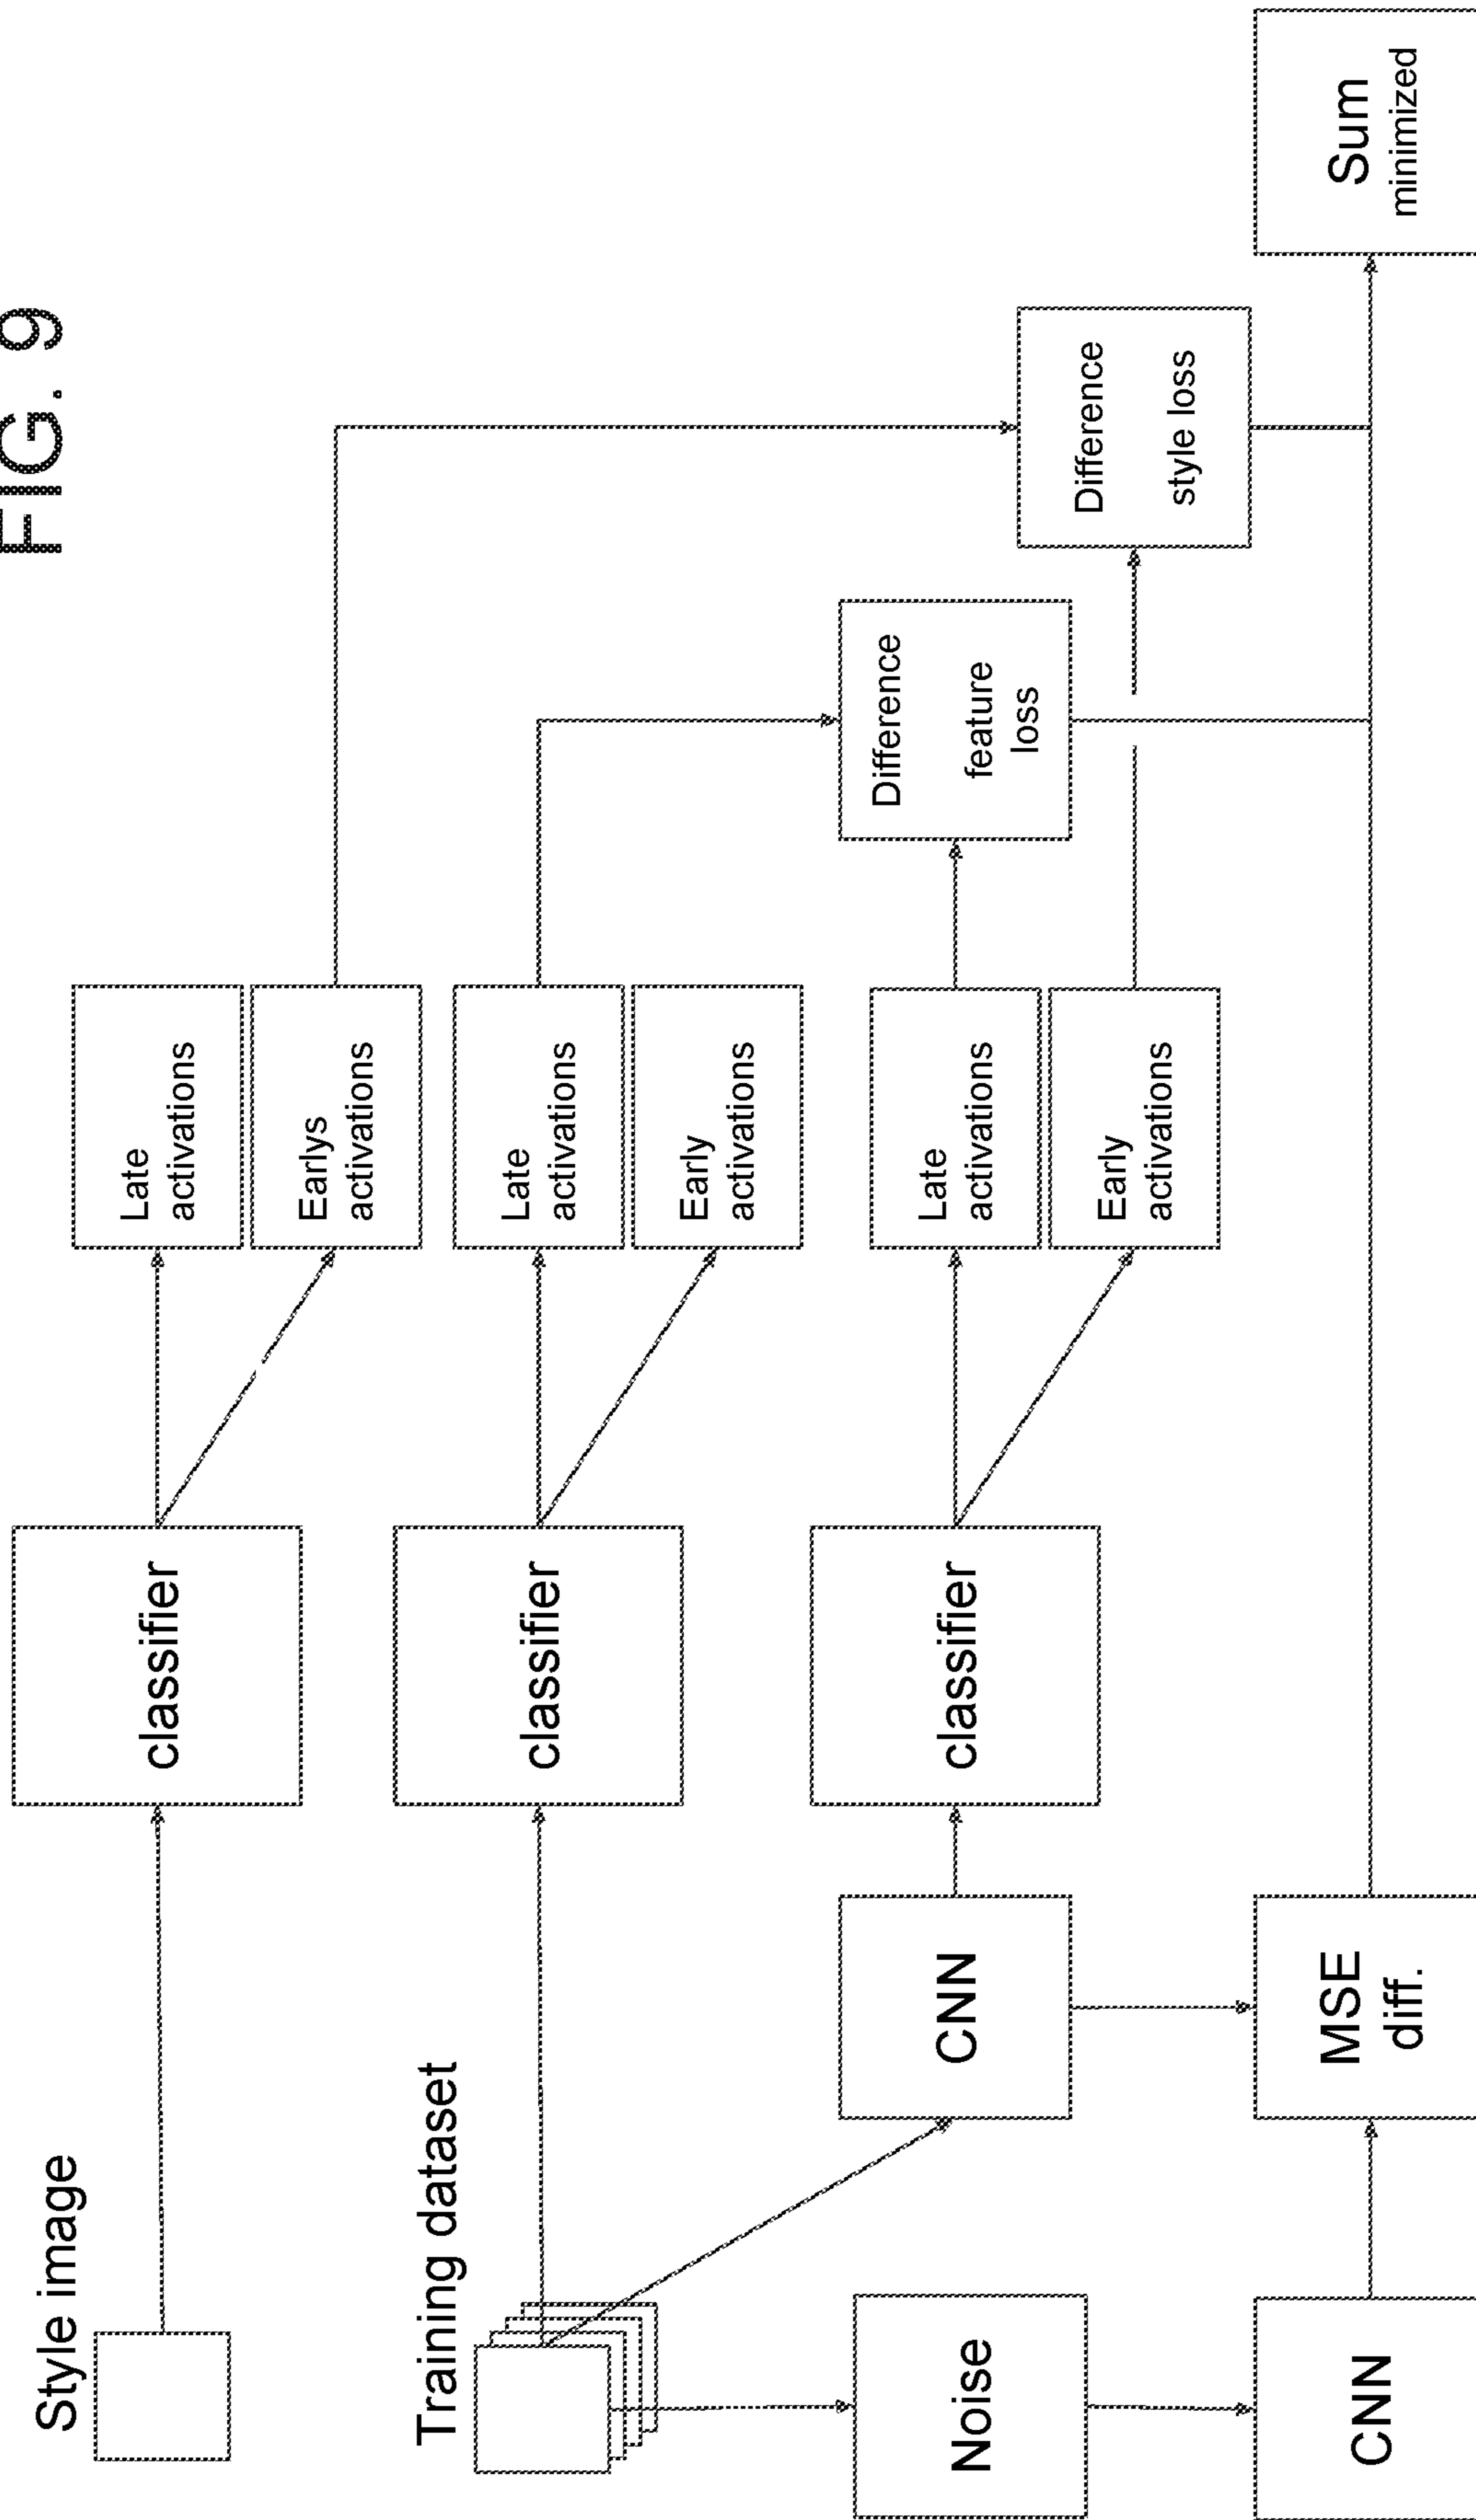 FIG. 9
Style image
classifier
Late
activations
Earlys
activations
Training dataset
classifier
Late
activations
Early
activations
Noise
CNN
classifier
Late
activations
Early
activations
Difference
feature
loss
Difference
style loss
CNN
MSE
diff.
Sum
minimized